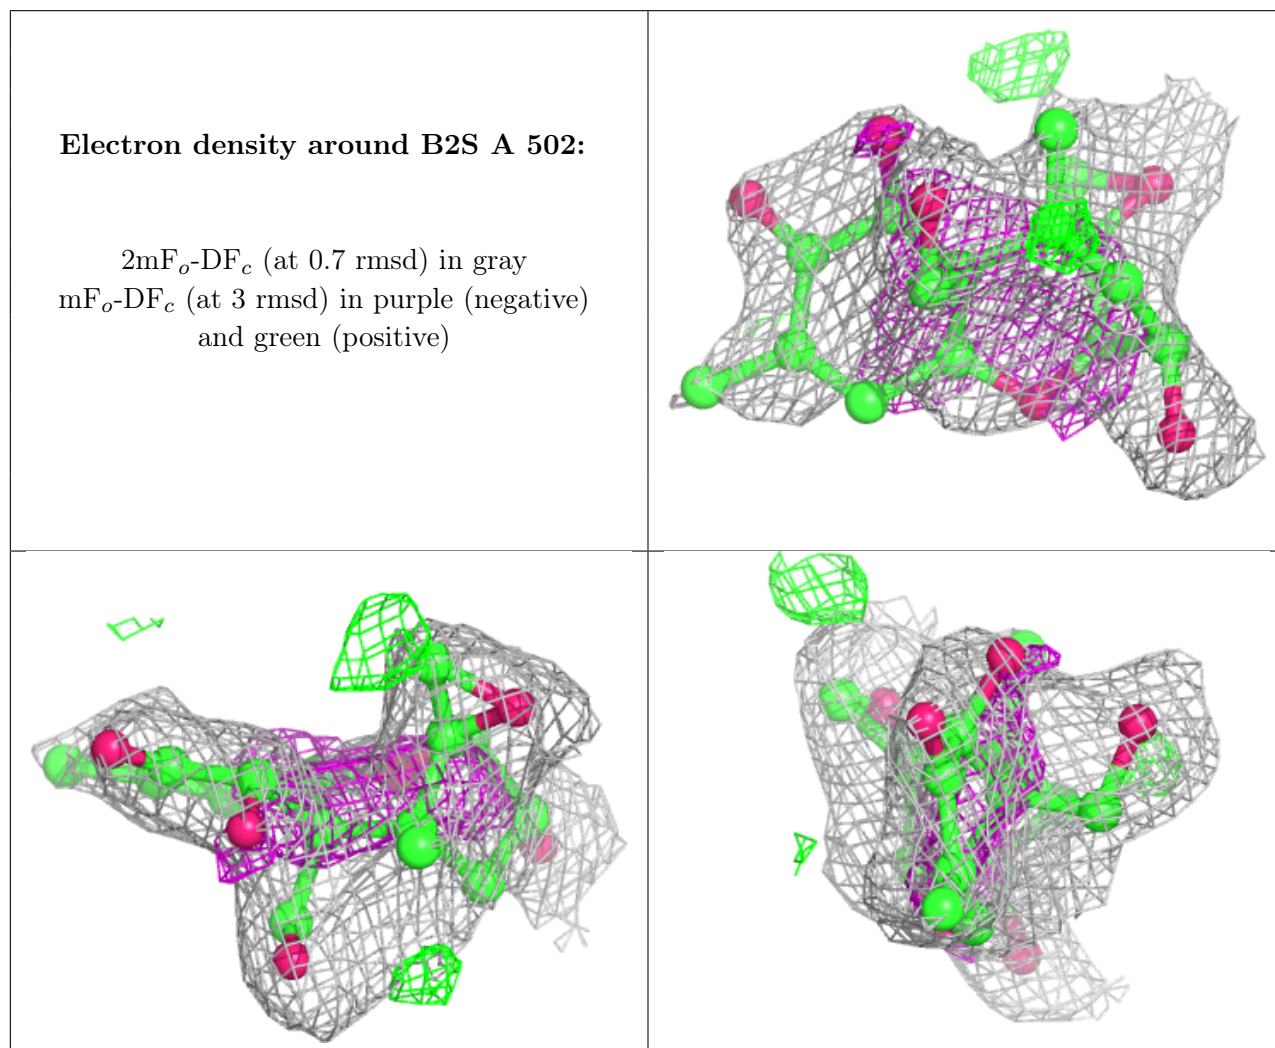 Electron density around B2S A 502:
2mFₒ-DF𝒸 (at 0.7 rmsd) in gray
mFₒ-DF𝒸 (at 3 rmsd) in purple (negative)
and green (positive)